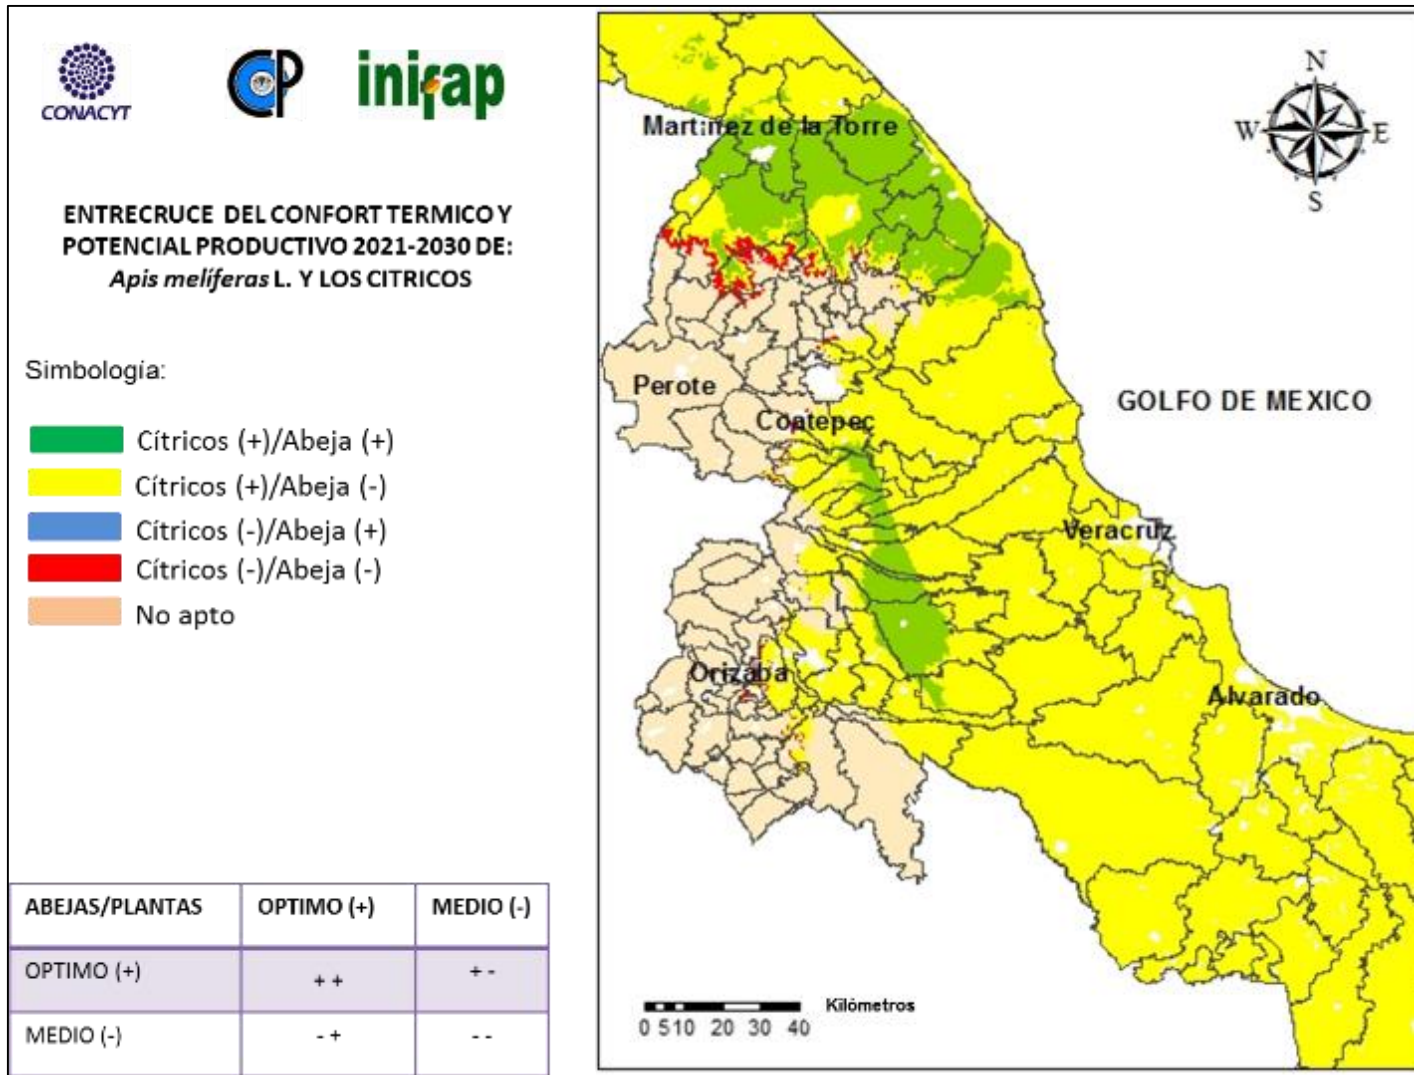 CONACYT
CP
inifap
ENTRECRUCE DEL CONFORT TERMICO Y
POTENCIAL PRODUCTIVO 2021-2030 DE:
Apis melíferas L. Y LOS CITRICOS
Simbología:
Cítricos (+)/Abeja (+)
Cítricos (+)/Abeja (-)
Cítricos (-)/Abeja (+)
Cítricos (-)/Abeja (-)
No apto
ABEJAS/PLANTAS OPTIMO (+) MEDIO (-)
OPTIMO (+) + + + -
MEDIO (-) - + - -
N
W E
S
Martínez de la Torre
Perote
Coatepec
GOLFO DE MEXICO
Veracruz
Orizaba
Alvarado
Kilómetros
0 5 10 20 30 40